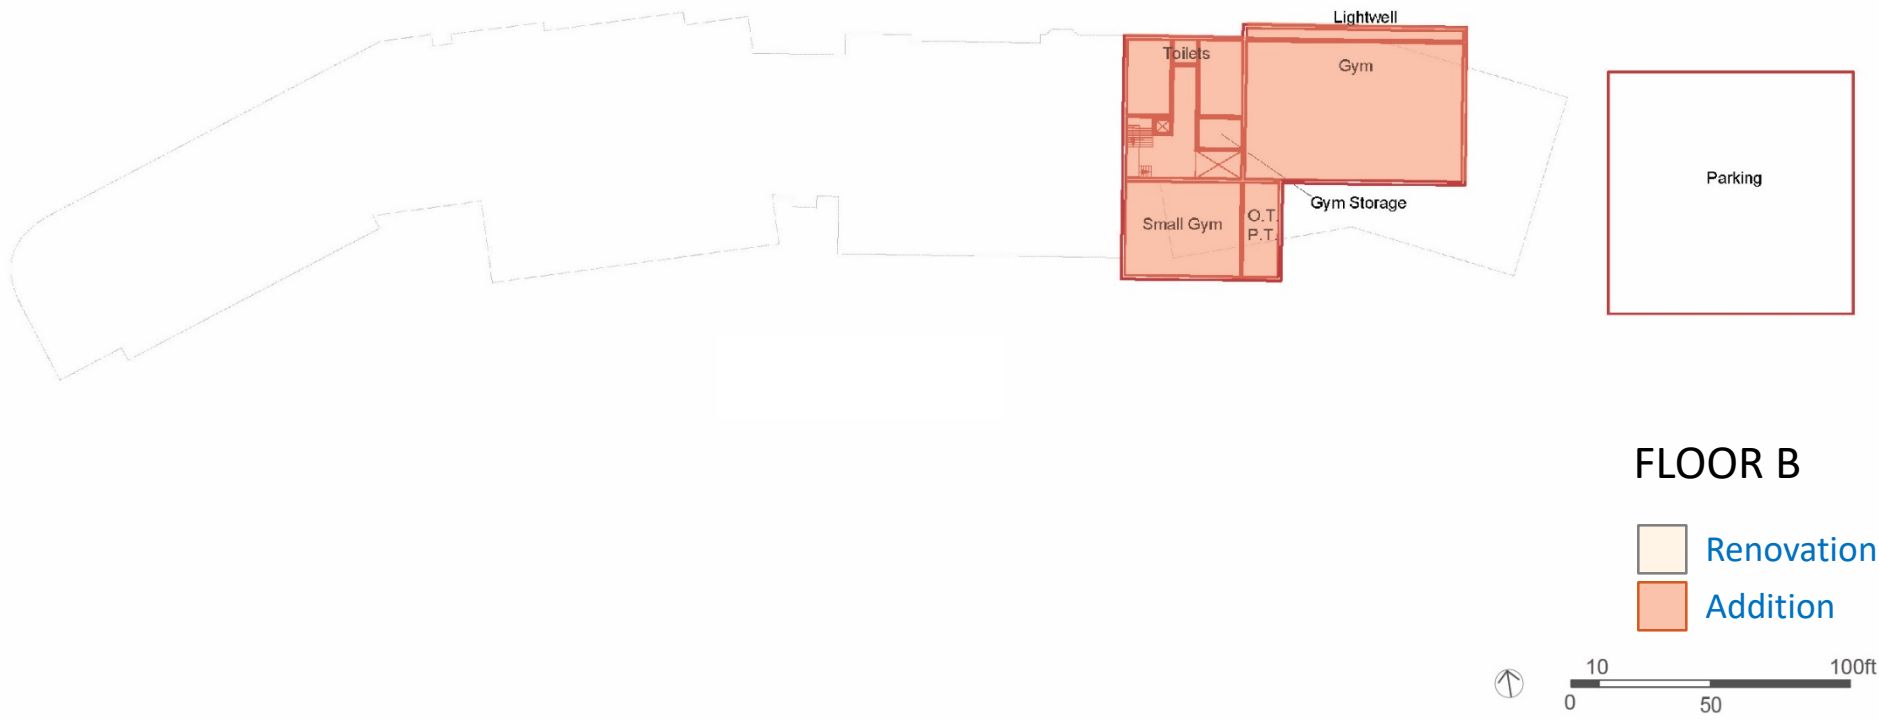 Lightwell
Toilets
Gym
Parking
Gym Storage
Small Gym
O.T.
P.T.
FLOOR B
Renovation
Addition
10
100ft
0
50